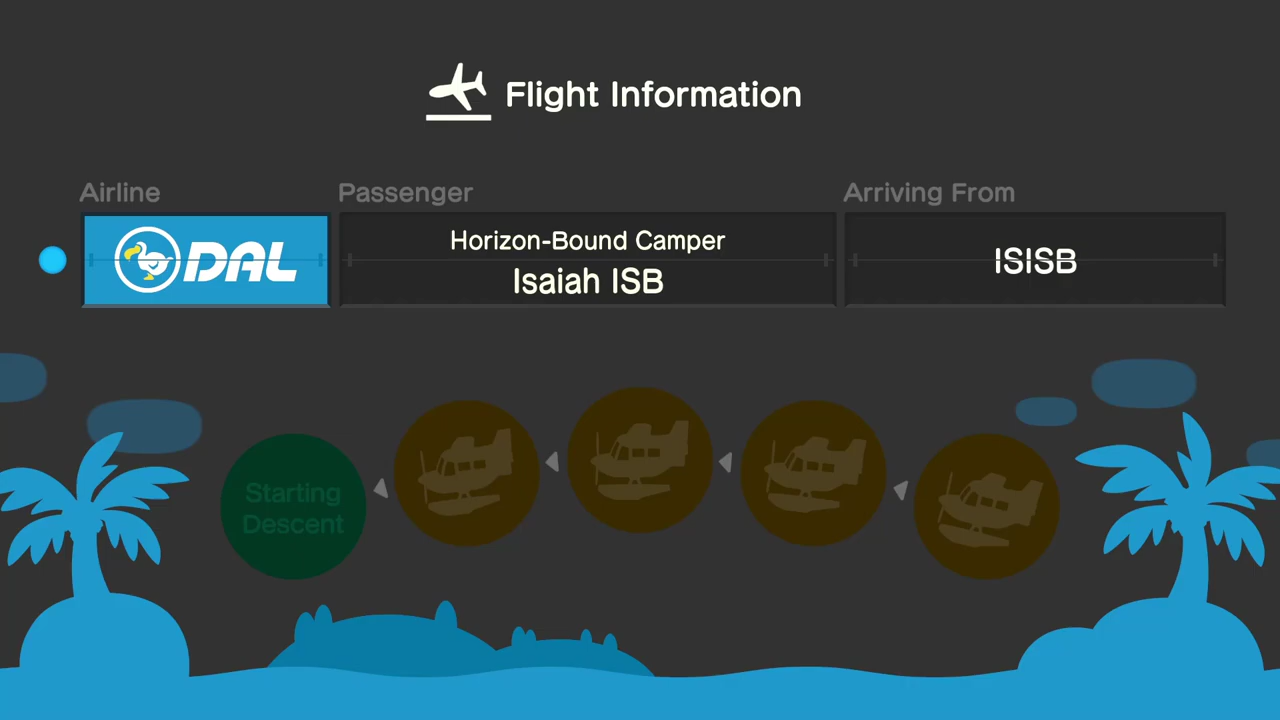 Flight Information
Airline
Passenger
Arriving From
DAL
Horizon-Bound Camper
Isaiah ISB
ISISB
Starting
Descent